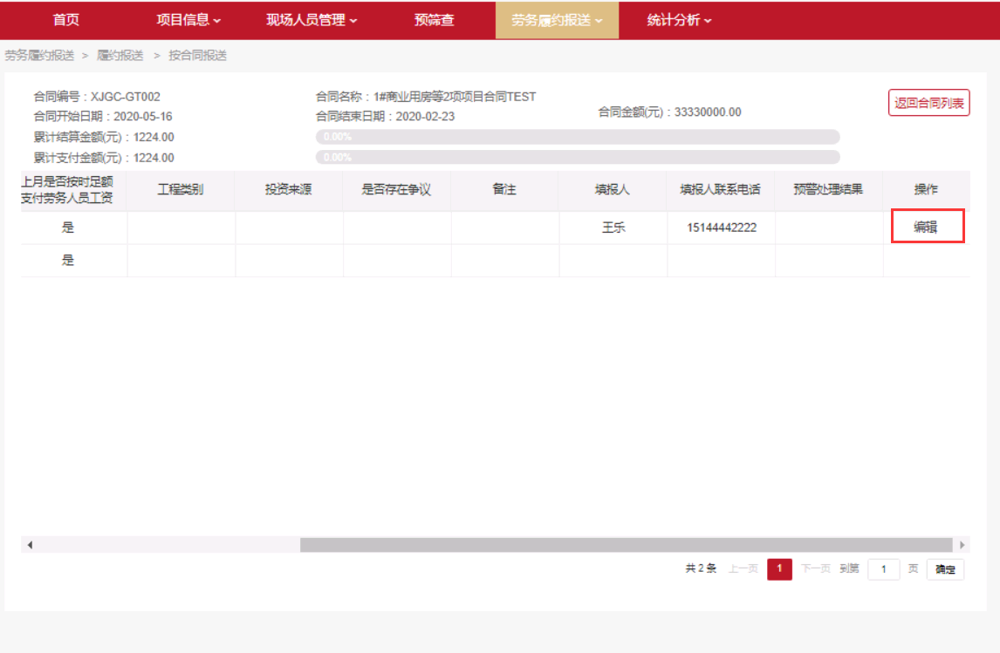 首页 项目信息 现场人员管理 预筛查 劳务履约报送 统计分析
劳务履约报送 > 履约报送 > 按合同报送
合同编号：XJGC-GT002 合同名称：1#商业用房等2项项目合同TEST
合同开始日期：2020-05-16 合同结束日期：2020-02-23 合同金额(元)：33330000.00 返回合同列表
累计结算金额(元)：1224.00 0.00%
累计支付金额(元)：1224.00 0.00%
上月是否按时足额
支付劳务人员工资 工程类别 投资来源 是否存在争议 备注 填报人 填报人联系电话 预警处理结果 操作
是 王乐 15144442222 编辑
是
共 2 条 上一页 1 下一页 到第 1 页 确定